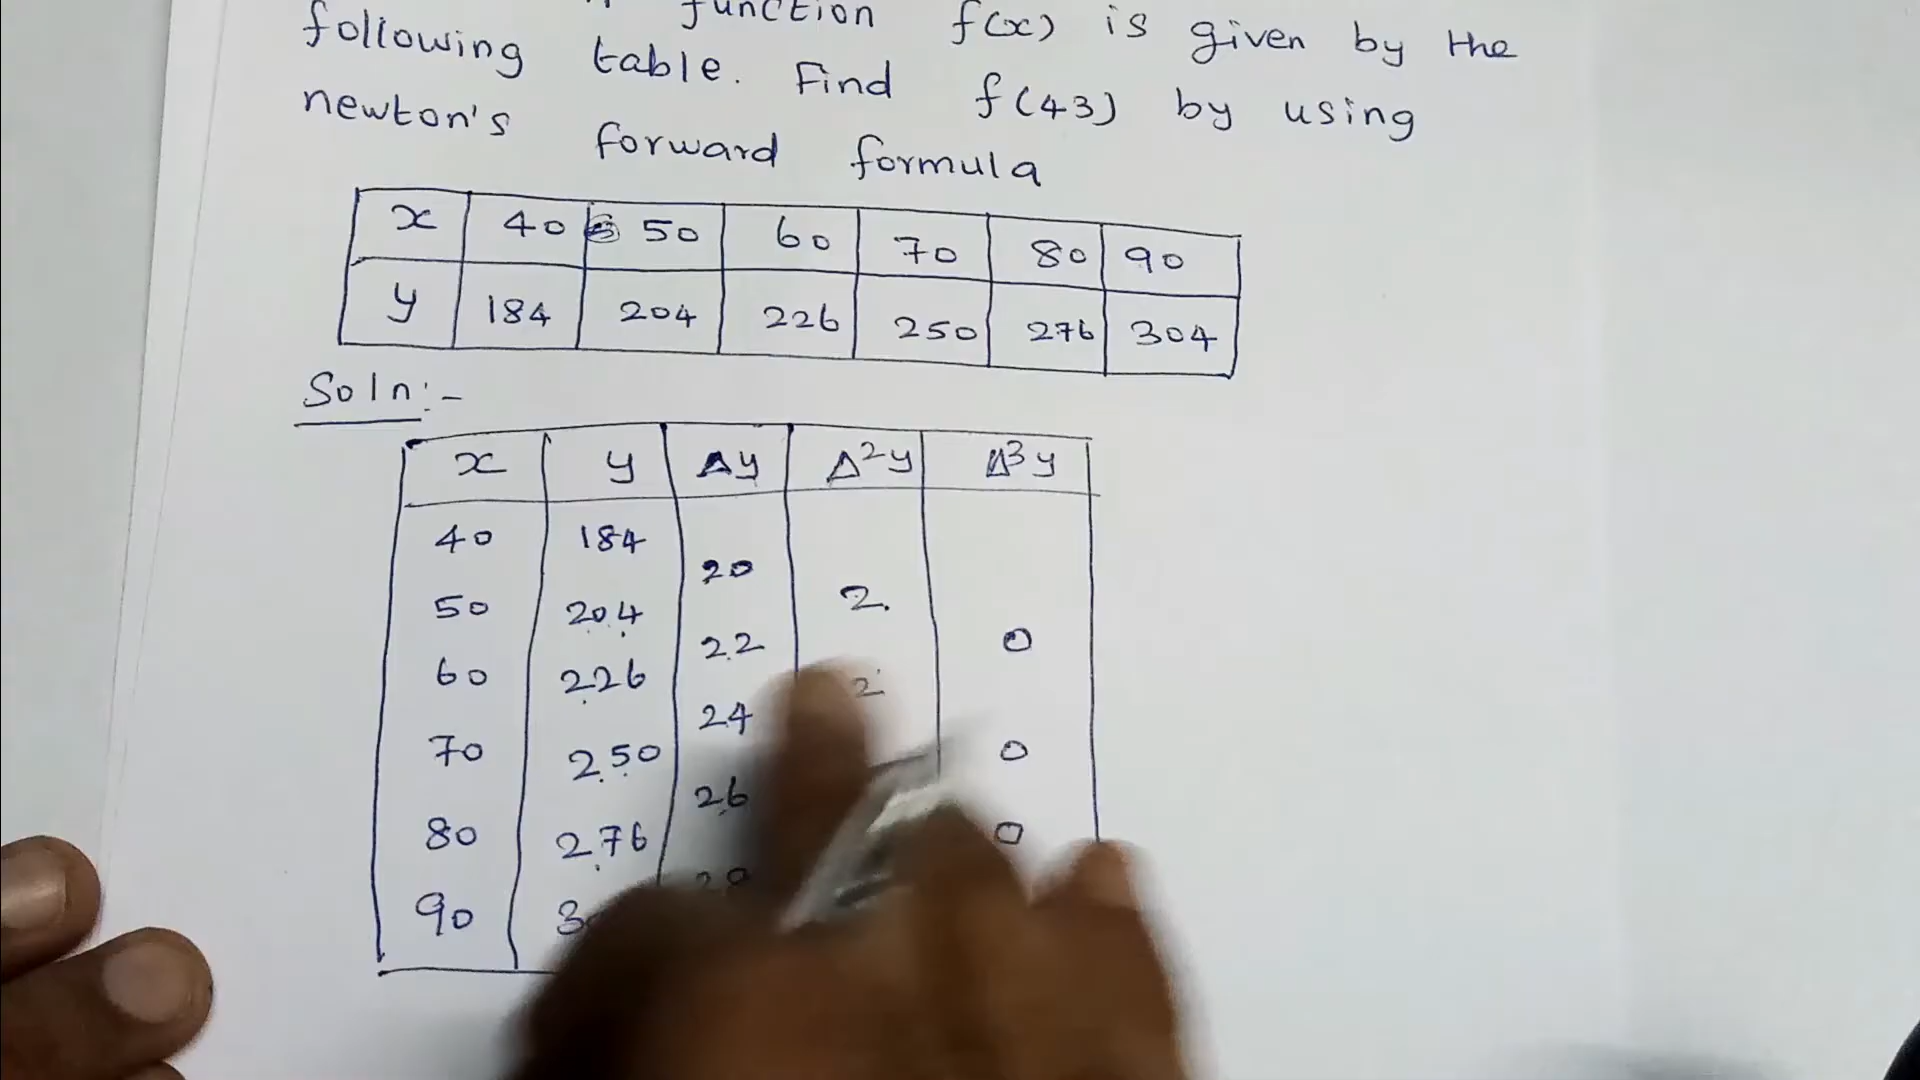 function f(x) is given by the
following table. Find f(43) by using
newton's forward formula
x 40 50 60 70 80 90
y 184 204 226 250 276 304
Soln:-
x y Δy Δ²y Δ³y
40 184
20
50 204 2
22 0
60 226 2
24
70 250 0
26
80 276 0
28
90